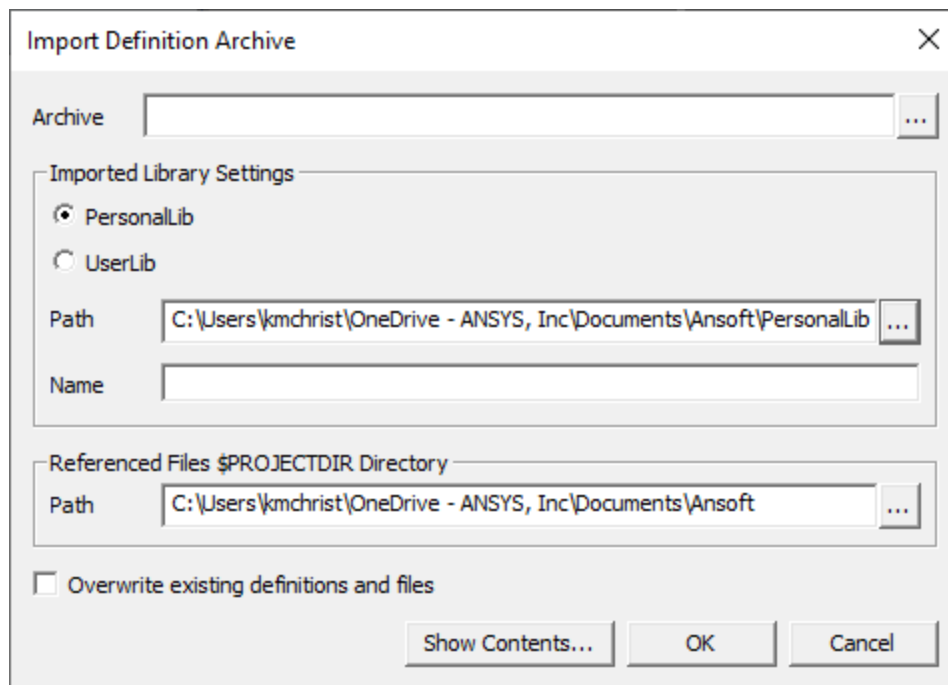 Import Definition Archive
Archive
...
Imported Library Settings
PersonalLib
UserLib
Path C:\Users\kmchrist\OneDrive - ANSYS, Inc\Documents\Ansoft\PersonalLib ...
Name
Referenced Files $PROJECTDIR Directory
Path C:\Users\kmchrist\OneDrive - ANSYS, Inc\Documents\Ansoft ...
Overwrite existing definitions and files
Show Contents... OK Cancel